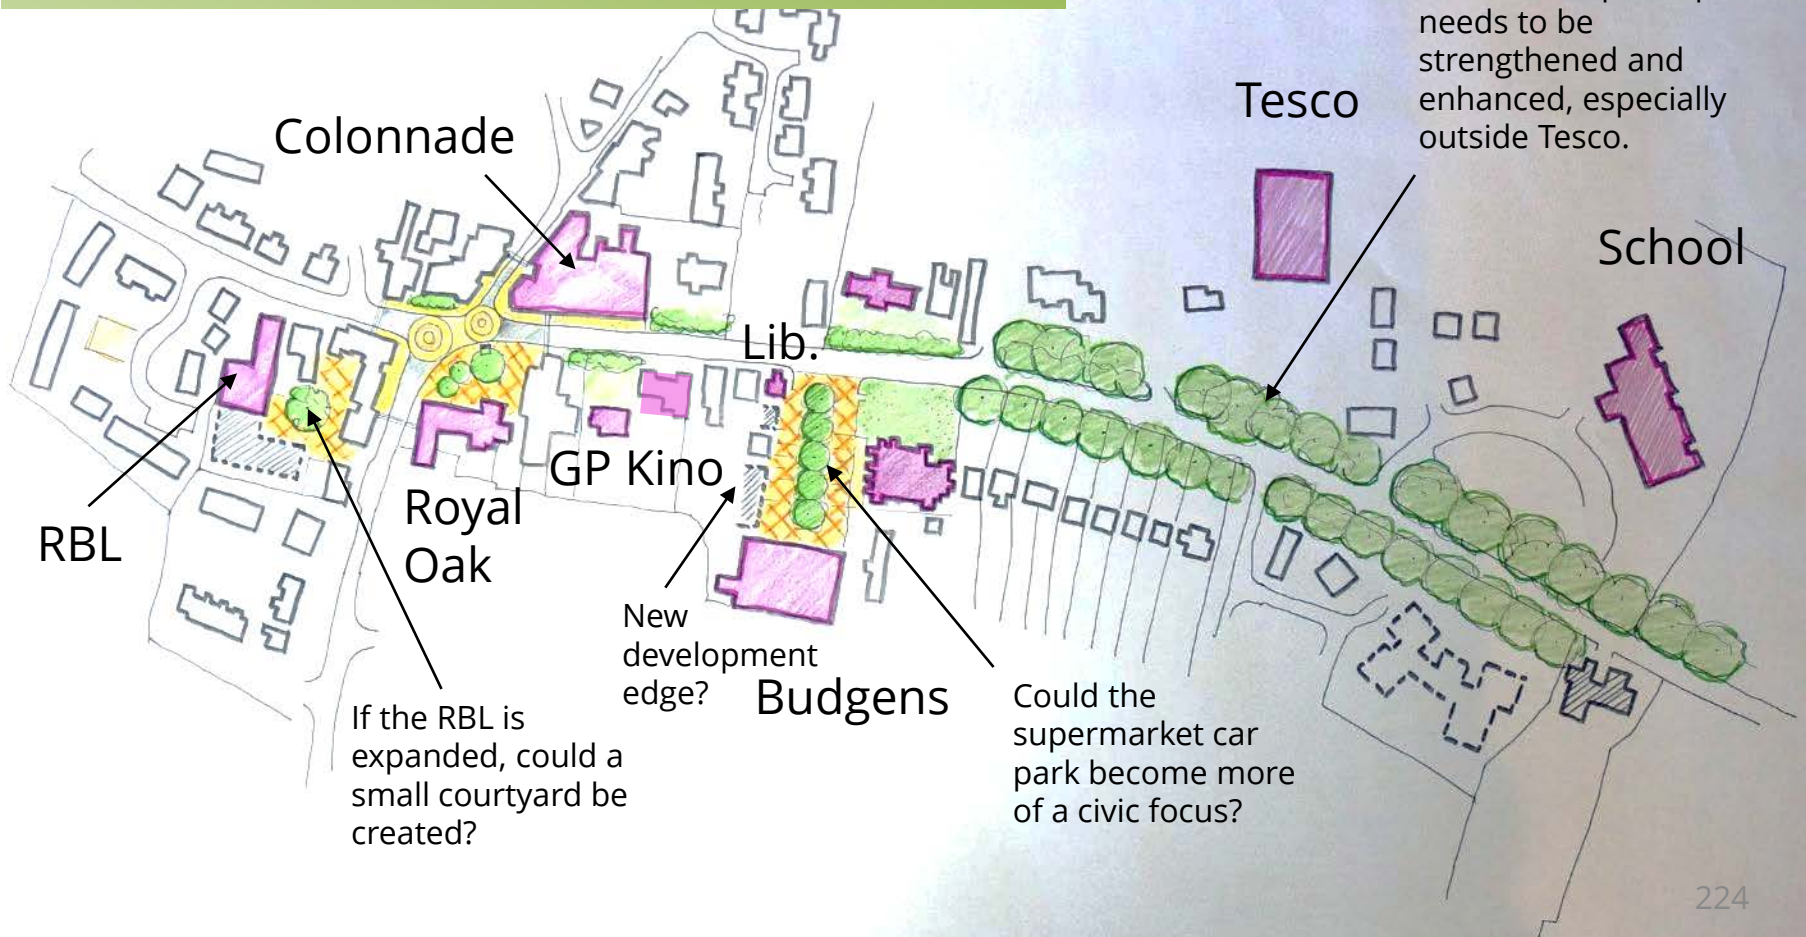 needs to be
strengthened and
enhanced, especially
outside Tesco.
Tesco
Colonnade
School
Lib.
GP Kino
Royal
Oak
RBL
New
development
edge?
Budgens
If the RBL is
expanded, could a
small courtyard be
created?
Could the
supermarket car
park become more
of a civic focus?
224